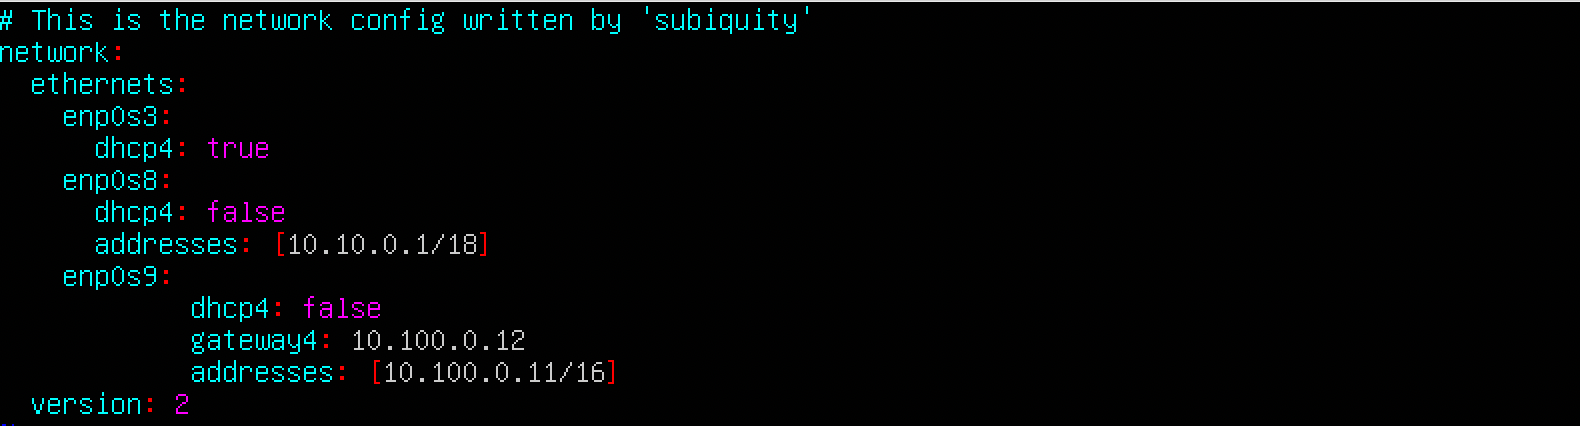 # This is the network config written by 'subiquity'
network:
  ethernets:
    enp0s3:
      dhcp4: true
    enp0s8:
      dhcp4: false
      addresses: [10.10.0.1/18]
    enp0s9:
            dhcp4: false
            gateway4: 10.100.0.12
            addresses: [10.100.0.11/16]
  version: 2